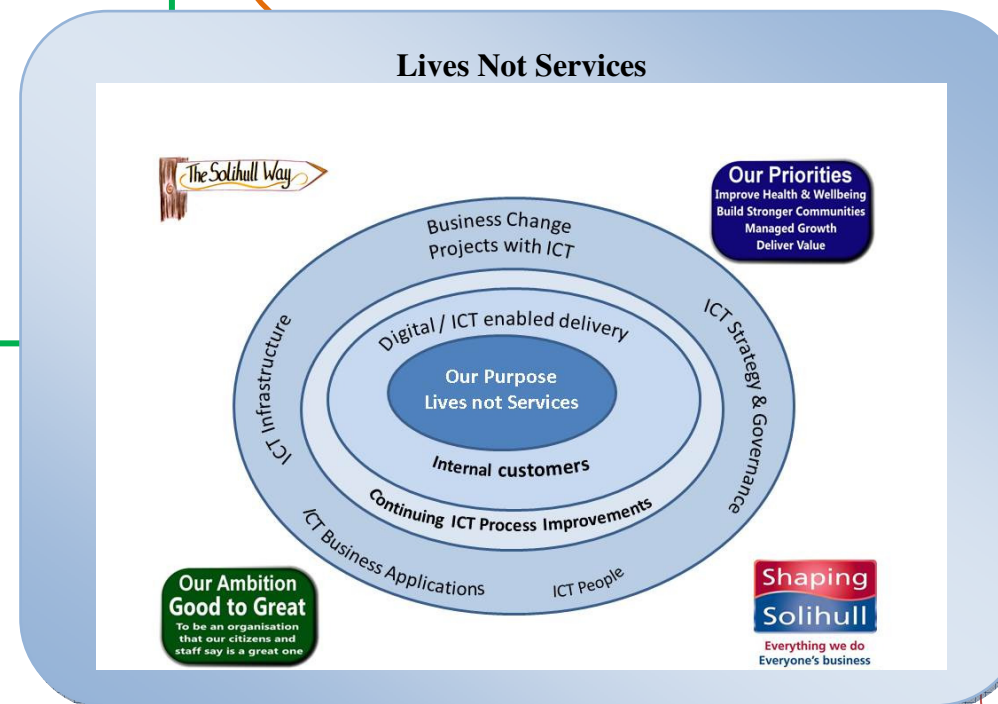 Lives Not Services
The Solihull Way
Our Priorities
Improve Health & Wellbeing
Build Stronger Communities
Managed Growth
Deliver Value
Business Change
Projects with ICT
ICT Infrastructure
ICT Strategy & Governance
Digital / ICT enabled delivery
Our Purpose
Lives not Services
Internal customers
Continuing ICT Process Improvements
ICT Business Applications
ICT People
Our Ambition
Good to Great
To be an organisation
that our citizens and
staff say is a great one
Shaping
Solihull
Everything we do
Everyone's business